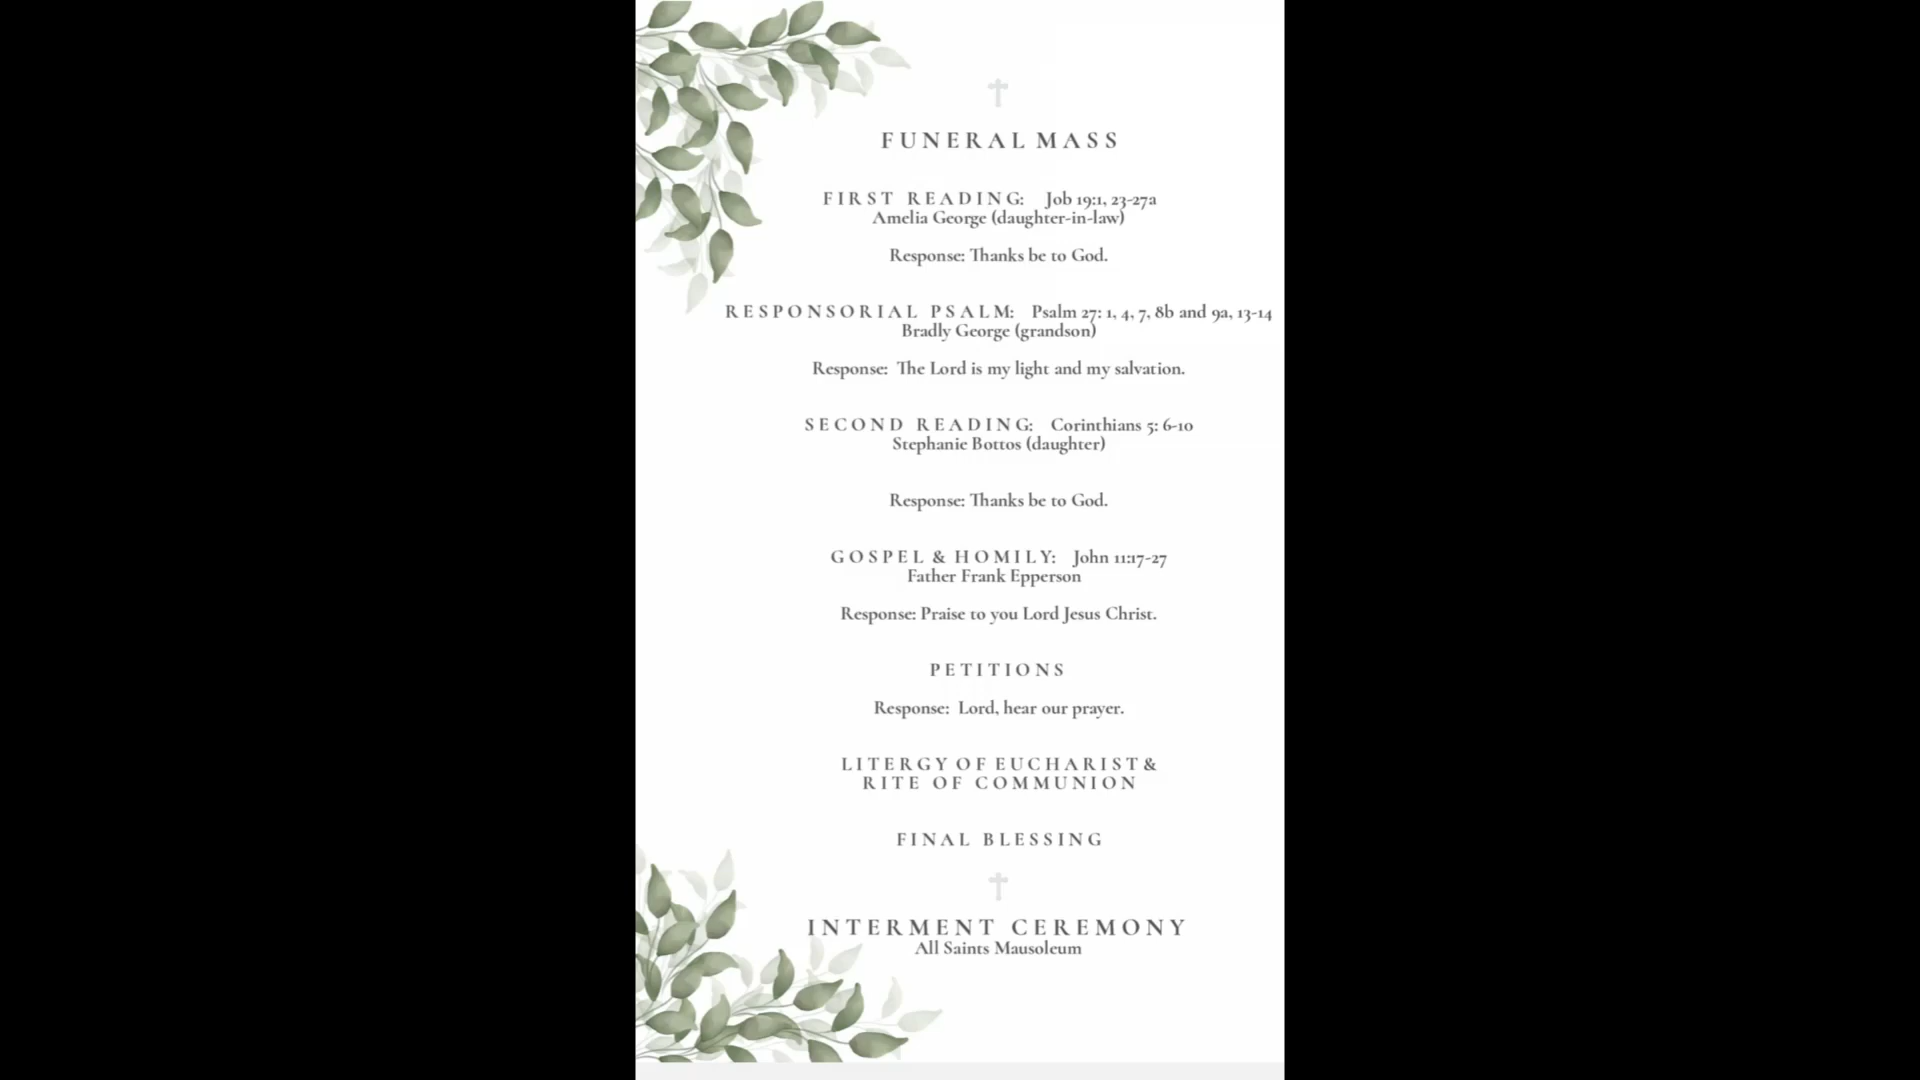 FUNERAL MASS
FIRST READING: Job 19:1, 23-27a
Amelia George (daughter-in-law)
Response: Thanks be to God.
RESPONSORIAL PSALM: Psalm 27: 1, 4, 7, 8b and 9a, 13-14
Bradly George (grandson)
Response: The Lord is my light and my salvation.
SECOND READING: Corinthians 5: 6-10
Stephanie Bottos (daughter)
Response: Thanks be to God.
GOSPEL & HOMILY: John 11:17-27
Father Frank Epperson
Response: Praise to you Lord Jesus Christ.
PETITIONS
Response: Lord, hear our prayer.
LITERGY OF EUCHARIST &
RITE OF COMMUNION
FINAL BLESSING
INTERMENT CEREMONY
All Saints Mausoleum